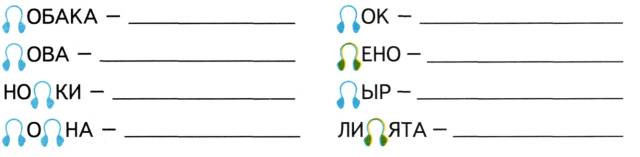 ОБАКА –
ОК –
ОВА –
ЕНО –
НО КИ –
ЫР –
О НА –
ЛИ ЯТА –